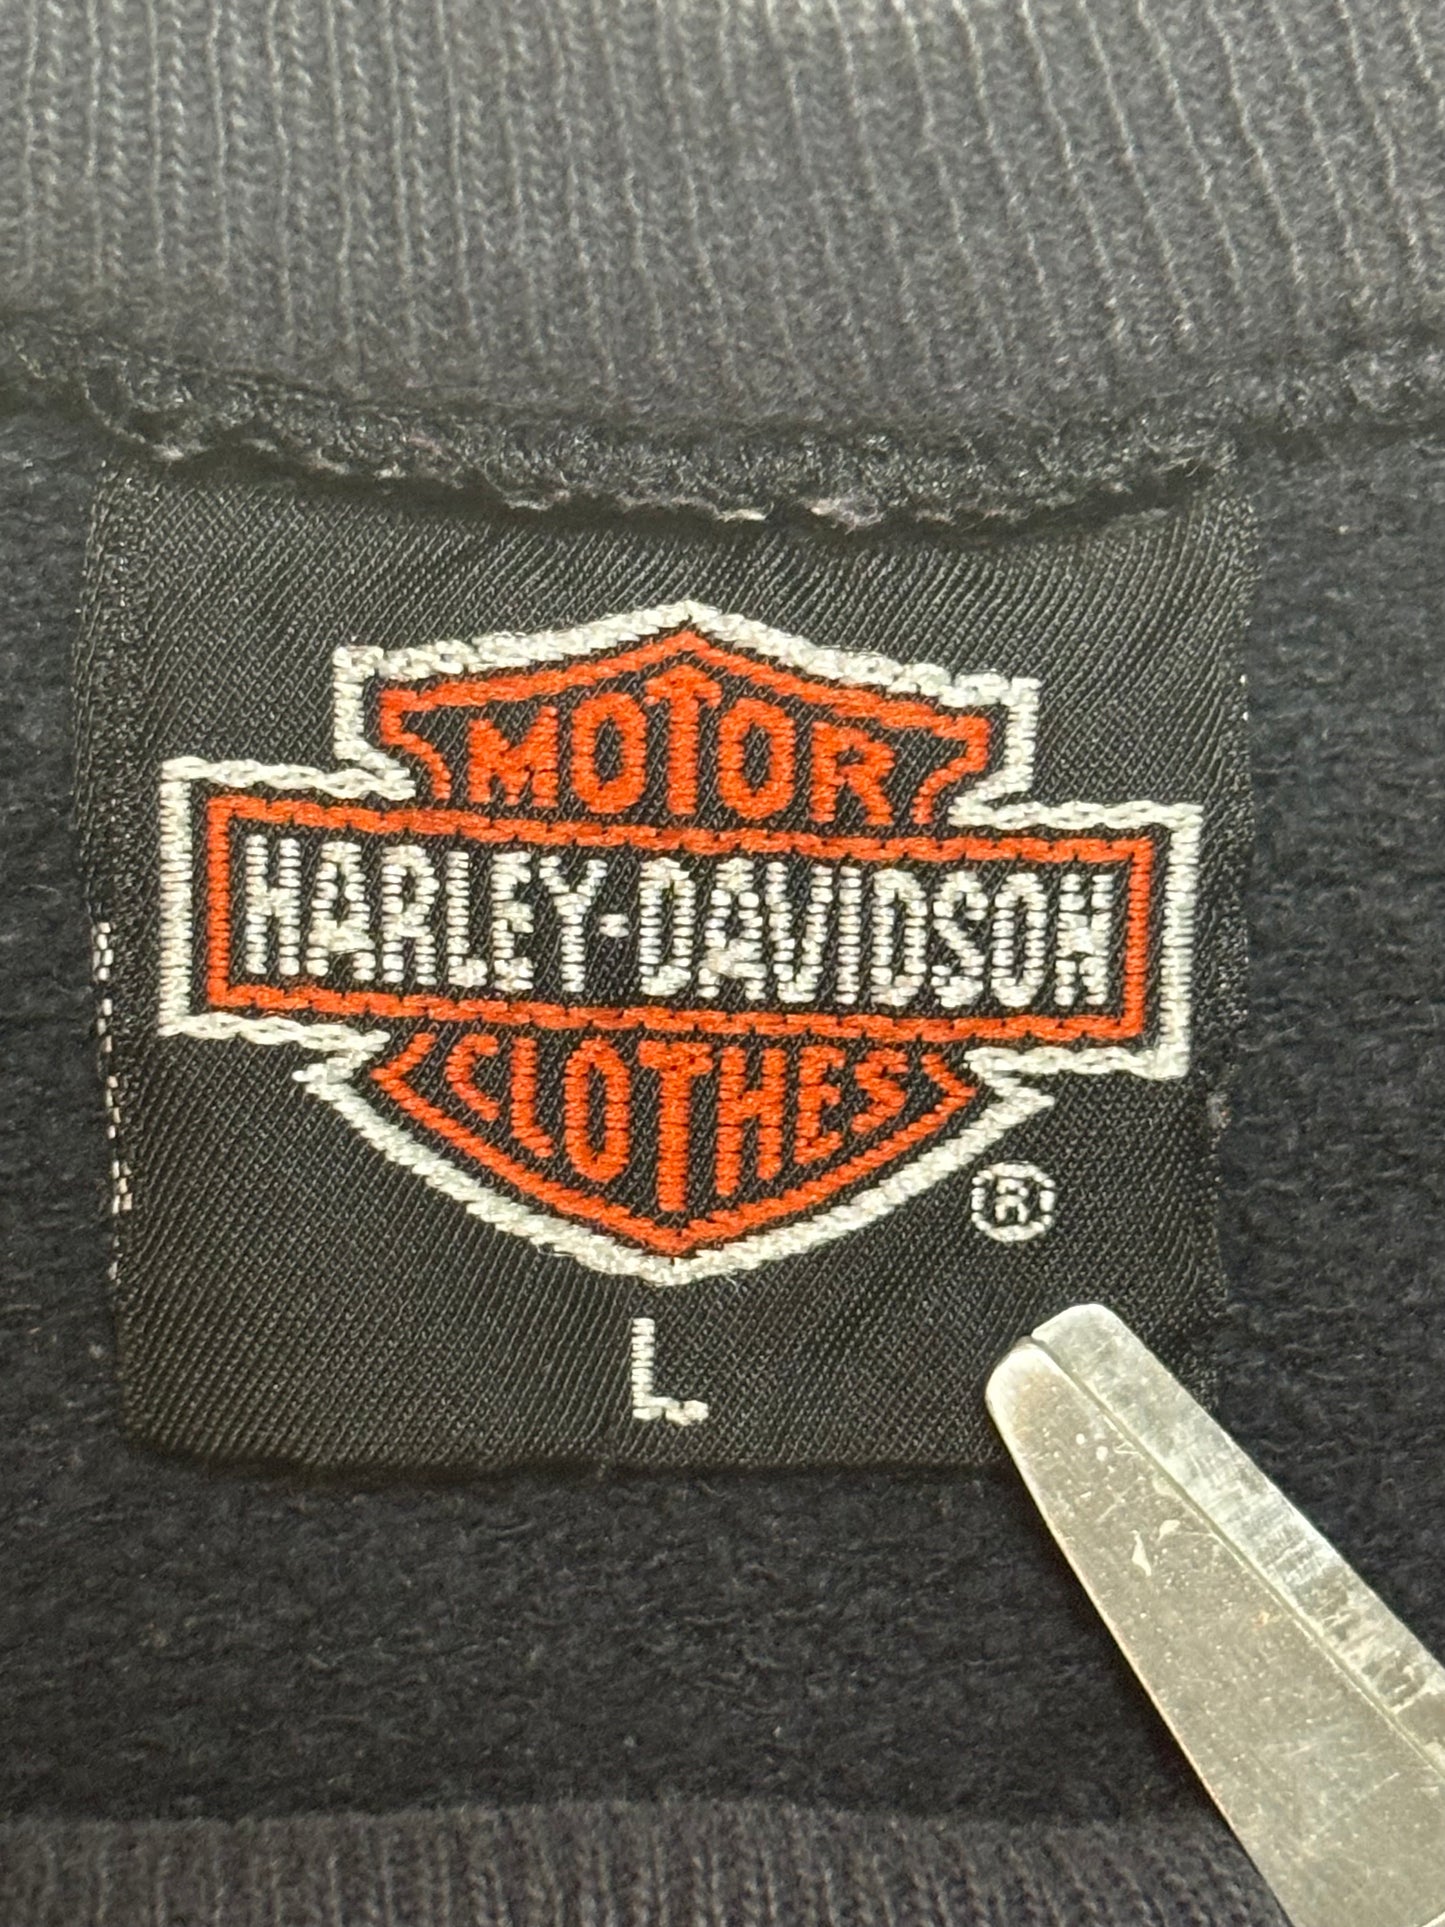 MOTOR
HARLEY-DAVIDSON
CLOTHES
®
L